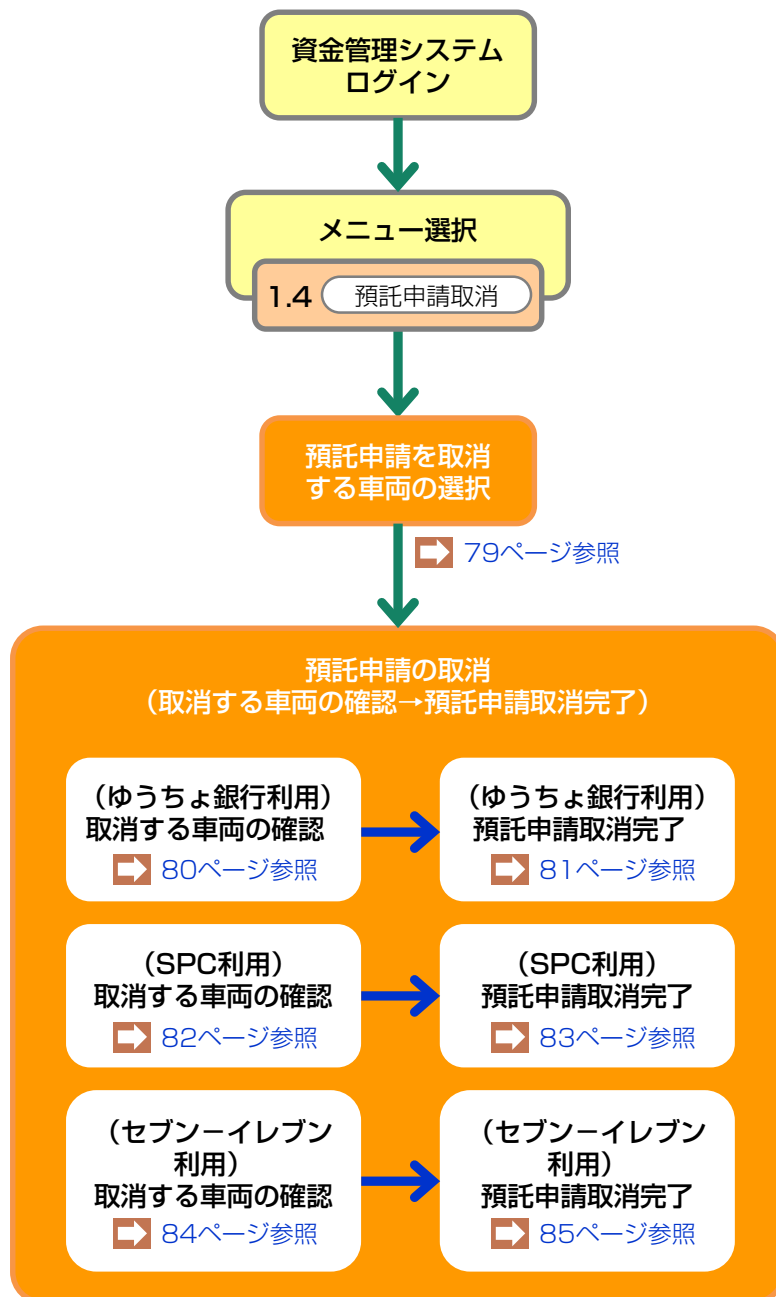 資金管理システム
ログイン
メニュー選択
1.4 預託申請取消
預託申請を取消
する車両の選択
79ページ参照
預託申請の取消
（取消する車両の確認→預託申請取消完了）
（ゆうちょ銀行利用）
取消する車両の確認
80ページ参照
（ゆうちょ銀行利用）
預託申請取消完了
81ページ参照
（SPC利用）
取消する車両の確認
82ページ参照
（SPC利用）
預託申請取消完了
83ページ参照
（セブンーイレブン
利用）
取消する車両の確認
84ページ参照
（セブンーイレブン
利用）
預託申請取消完了
85ページ参照